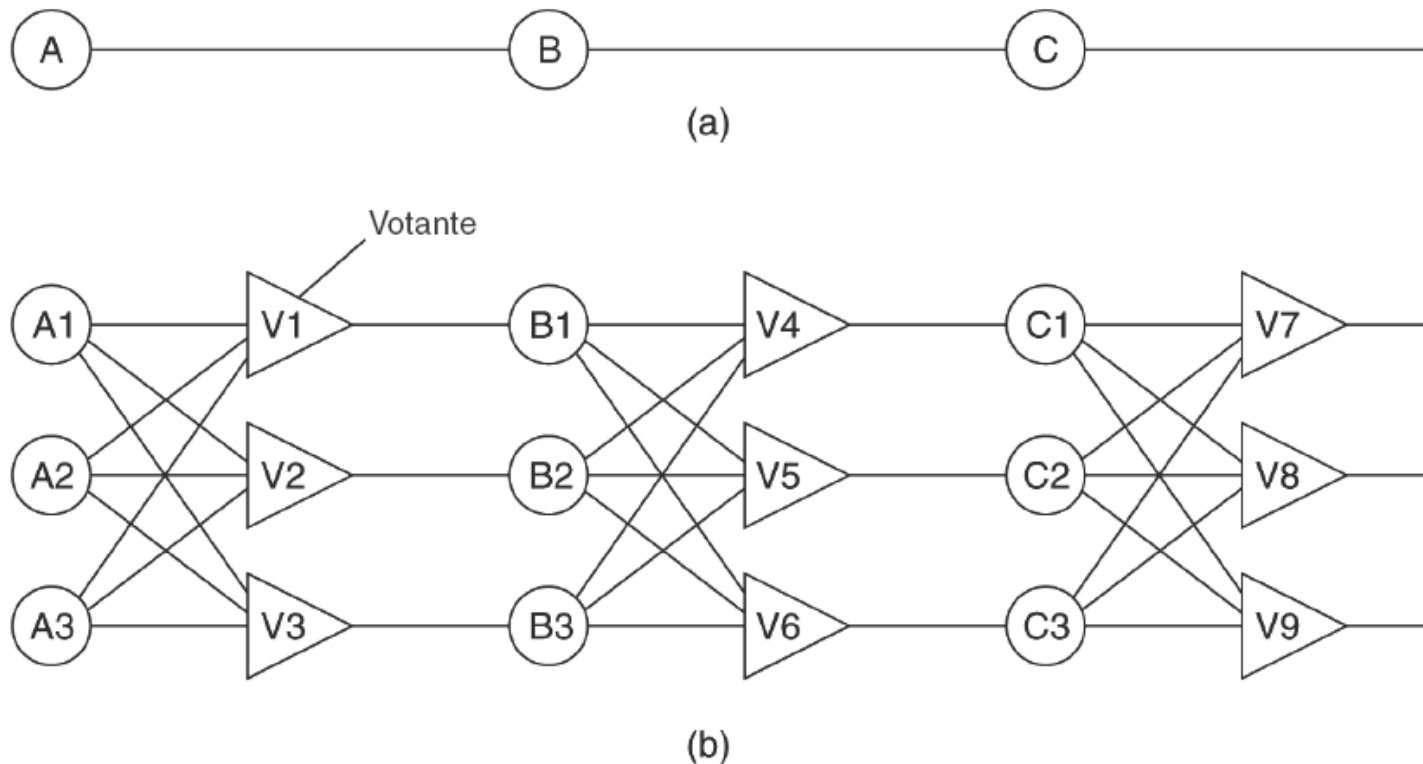 A B C
(a)
Votante
A1 V1 B1 V4 C1 V7
A2 V2 B2 V5 C2 V8
A3 V3 B3 V6 C3 V9
(b)